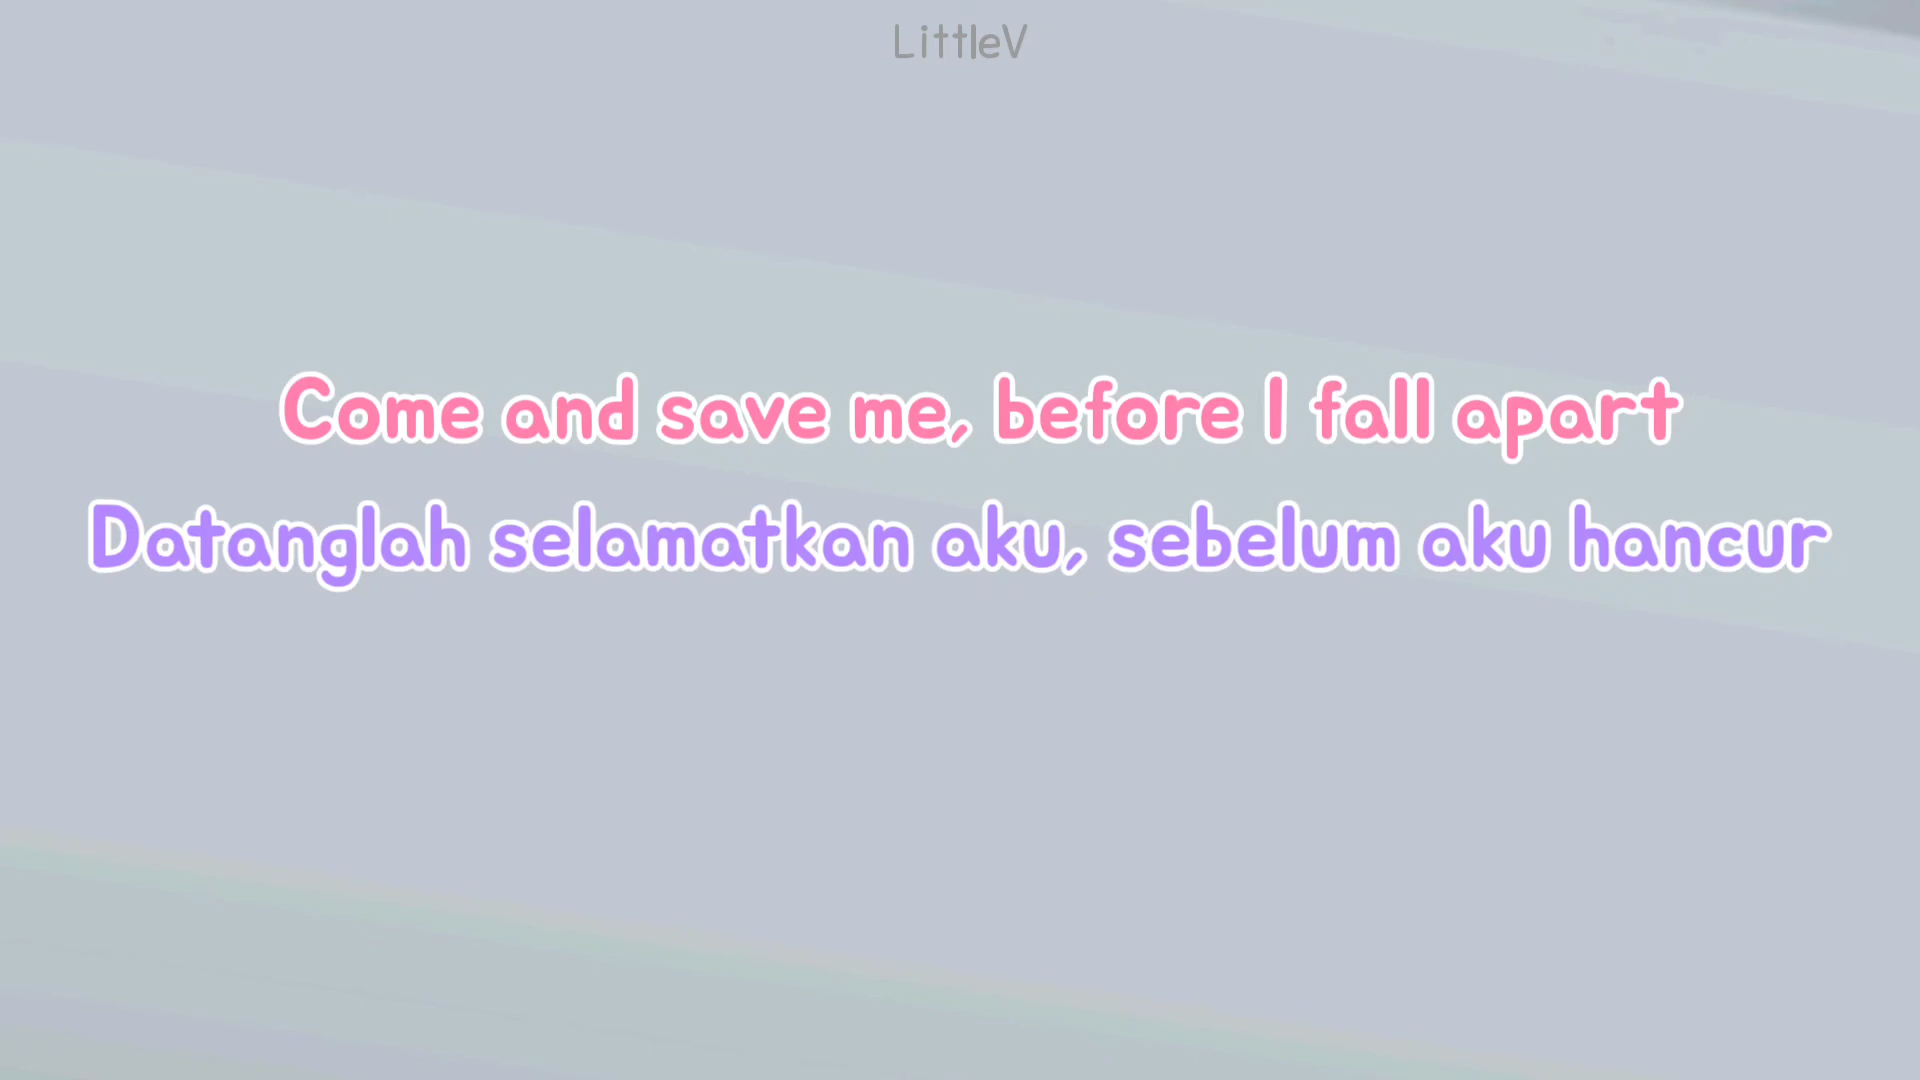 LittleV
Come and save me, before I fall apart
Datanglah selamatkan aku, sebelum aku hancur